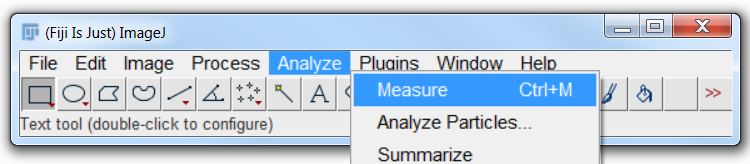 (Fiji Is Just) ImageJ
File Edit Image Process Analyze Plugins Window Help
A >>
Measure Ctrl+M
Text tool (double-click to configure)
Analyze Particles...
Summarize